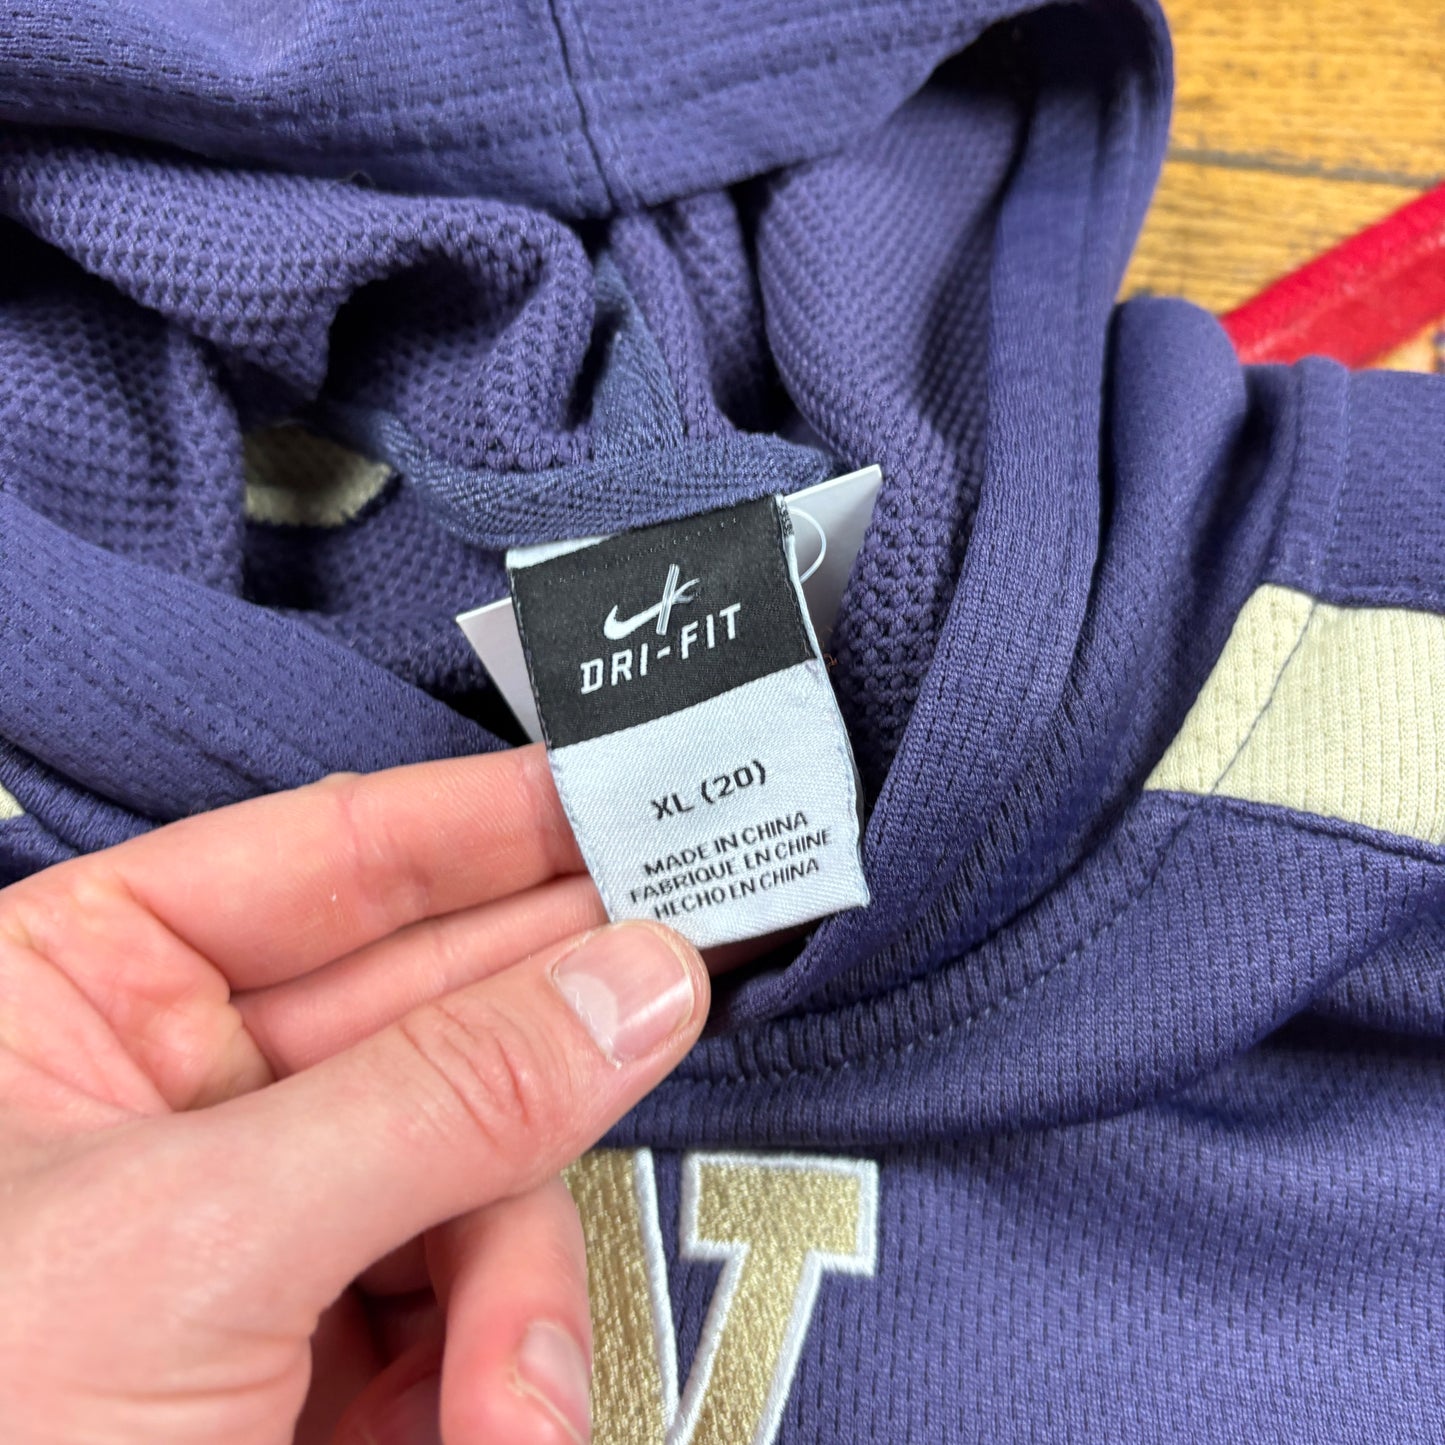 DRI-FIT
XL (20)
MADE IN CHINA
FABRIQUE EN CHINE
HECHO EN CHINA